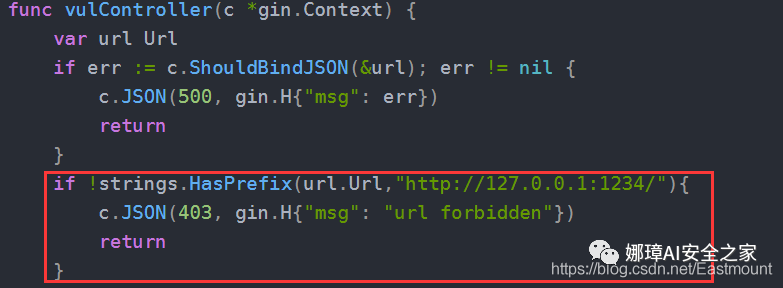 func vulController(c *gin.Context) {
    var url Url
    if err := c.ShouldBindJSON(&url); err != nil {
        c.JSON(500, gin.H{"msg": err})
        return
    }
    if !strings.HasPrefix(url.Url,"http://127.0.0.1:1234/"){
        c.JSON(403, gin.H{"msg": "url forbidden"})
        return
    }
娜璋AI安全之家
https://blog.csdn.net/Eastmount